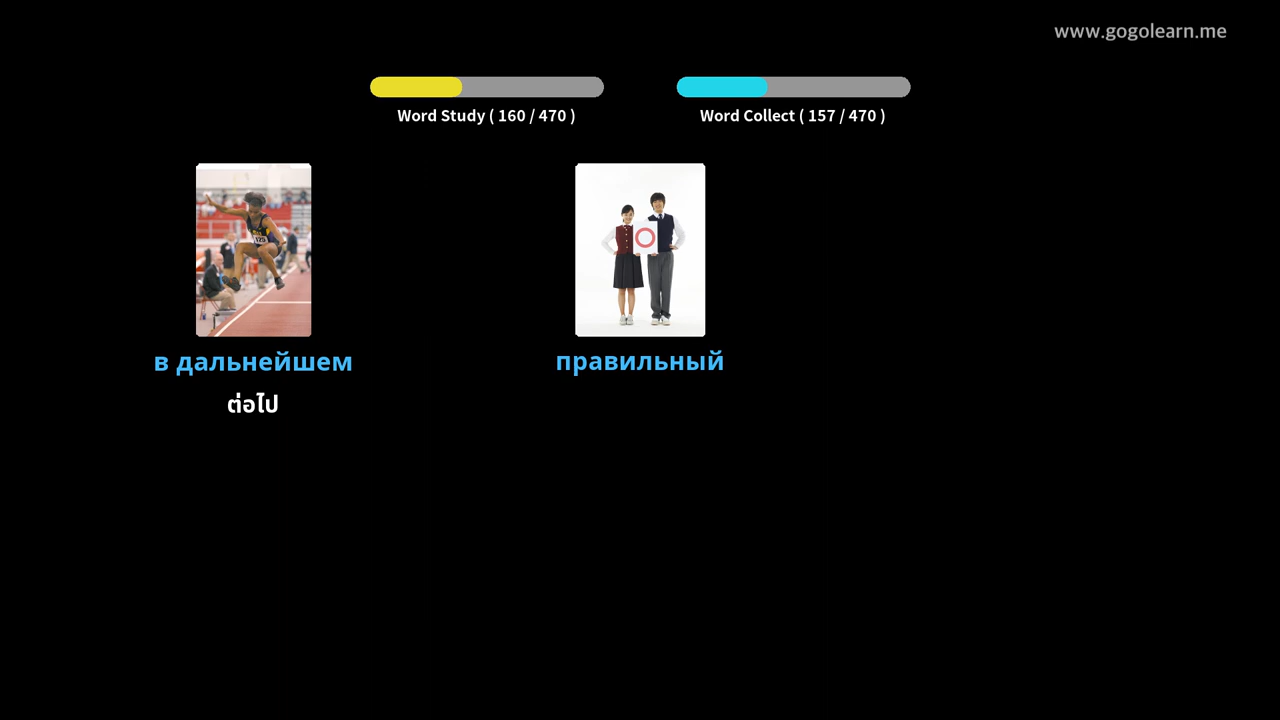 www.gogolearn.me
Word Study ( 160 / 470 )
Word Collect ( 157 / 470 )
в дальнейшем
правильный
ต่อไป